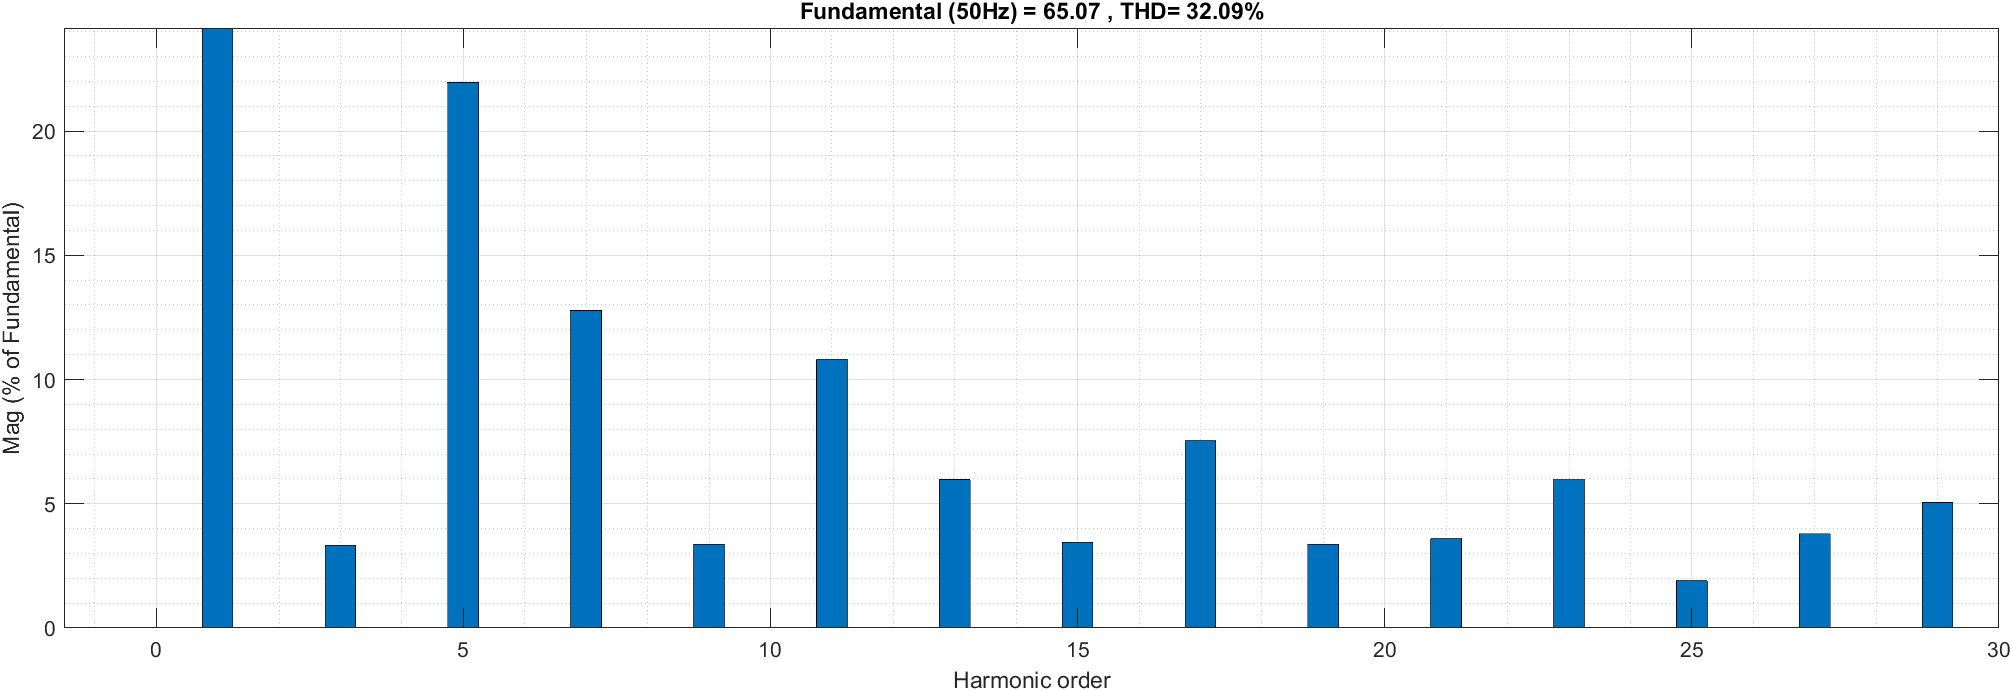 Fundamental (50Hz) = 65.07 , THD= 32.09%
Mag (% of Fundamental)
20
15
10
5
0
0 5 10 15 20 25 30
Harmonic order